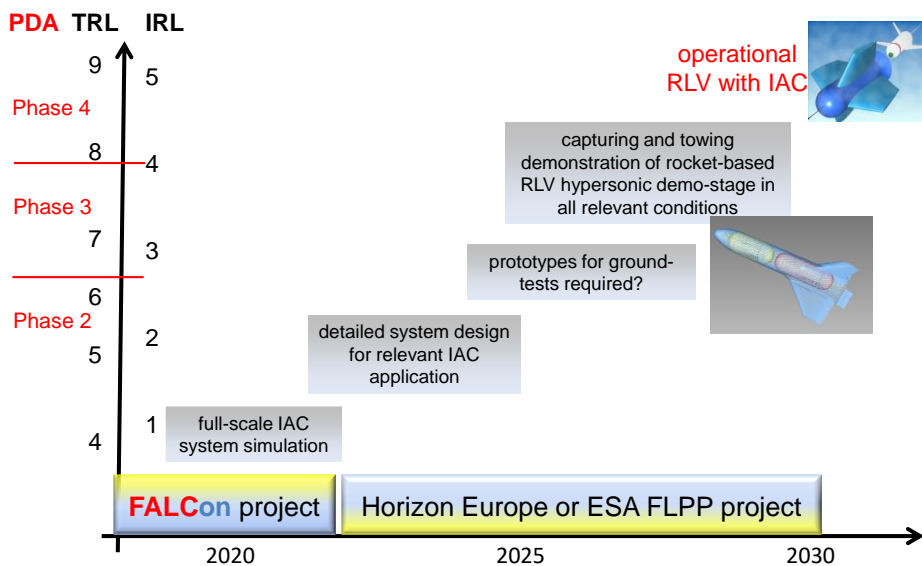 PDA TRL IRL
9
5
operational
RLV with IAC
Phase 4
8
4
capturing and towing
demonstration of rocket-based
RLV hypersonic demo-stage in
all relevant conditions
Phase 3
7
3
prototypes for ground-
tests required?
6
Phase 2
5
2
detailed system design
for relevant IAC
application
4
1
full-scale IAC
system simulation
FALCon project
Horizon Europe or ESA FLPP project
2020
2025
2030